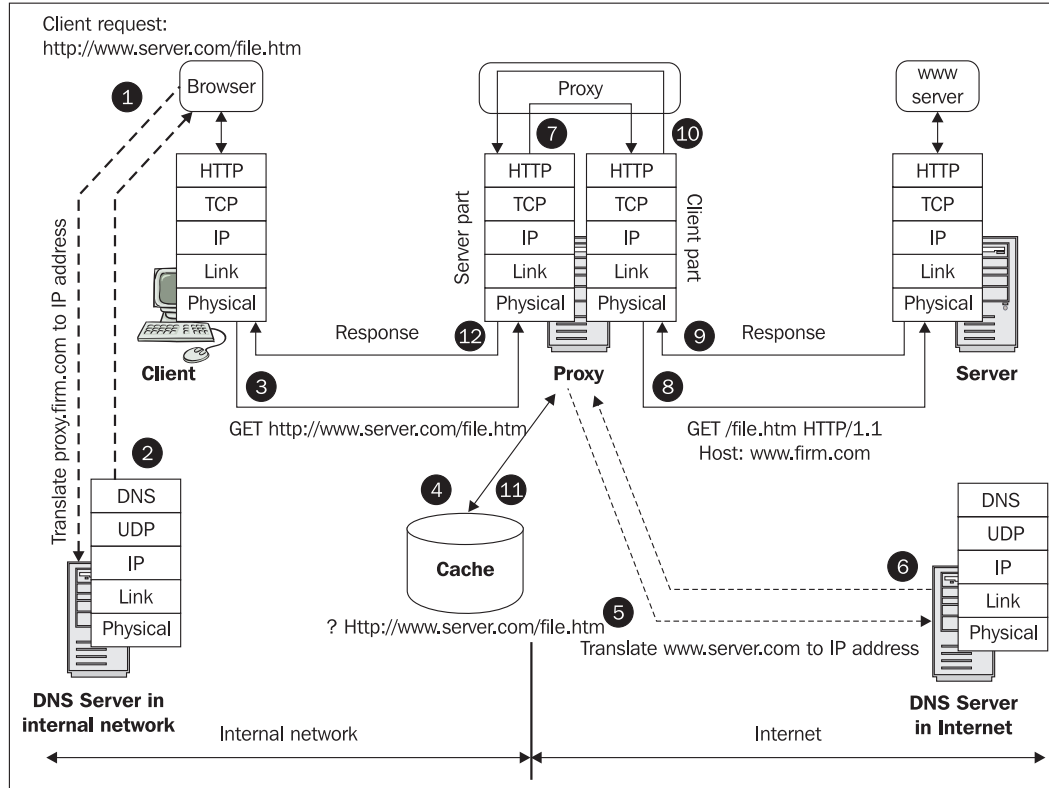 Client request:
http://www.server.com/file.htm
1
Browser
Proxy
www
server
7
10
HTTP
TCP
IP
Link
Physical
Server part
HTTP
TCP
IP
Link
Physical
HTTP
TCP
IP
Link
Physical
Client part
HTTP
TCP
IP
Link
Physical
Translate proxy.firm.com to IP address
Response
12
9
Response
Client
3
Proxy
8
Server
GET http://www.server.com/file.htm
GET /file.htm HTTP/1.1
Host: www.firm.com
2
DNS
UDP
IP
Link
Physical
4
11
Cache
? Http://www.server.com/file.htm
5
6
Translate www.server.com to IP address
DNS
UDP
IP
Link
Physical
DNS Server in
internal network
DNS Server
in Internet
Internal network
Internet